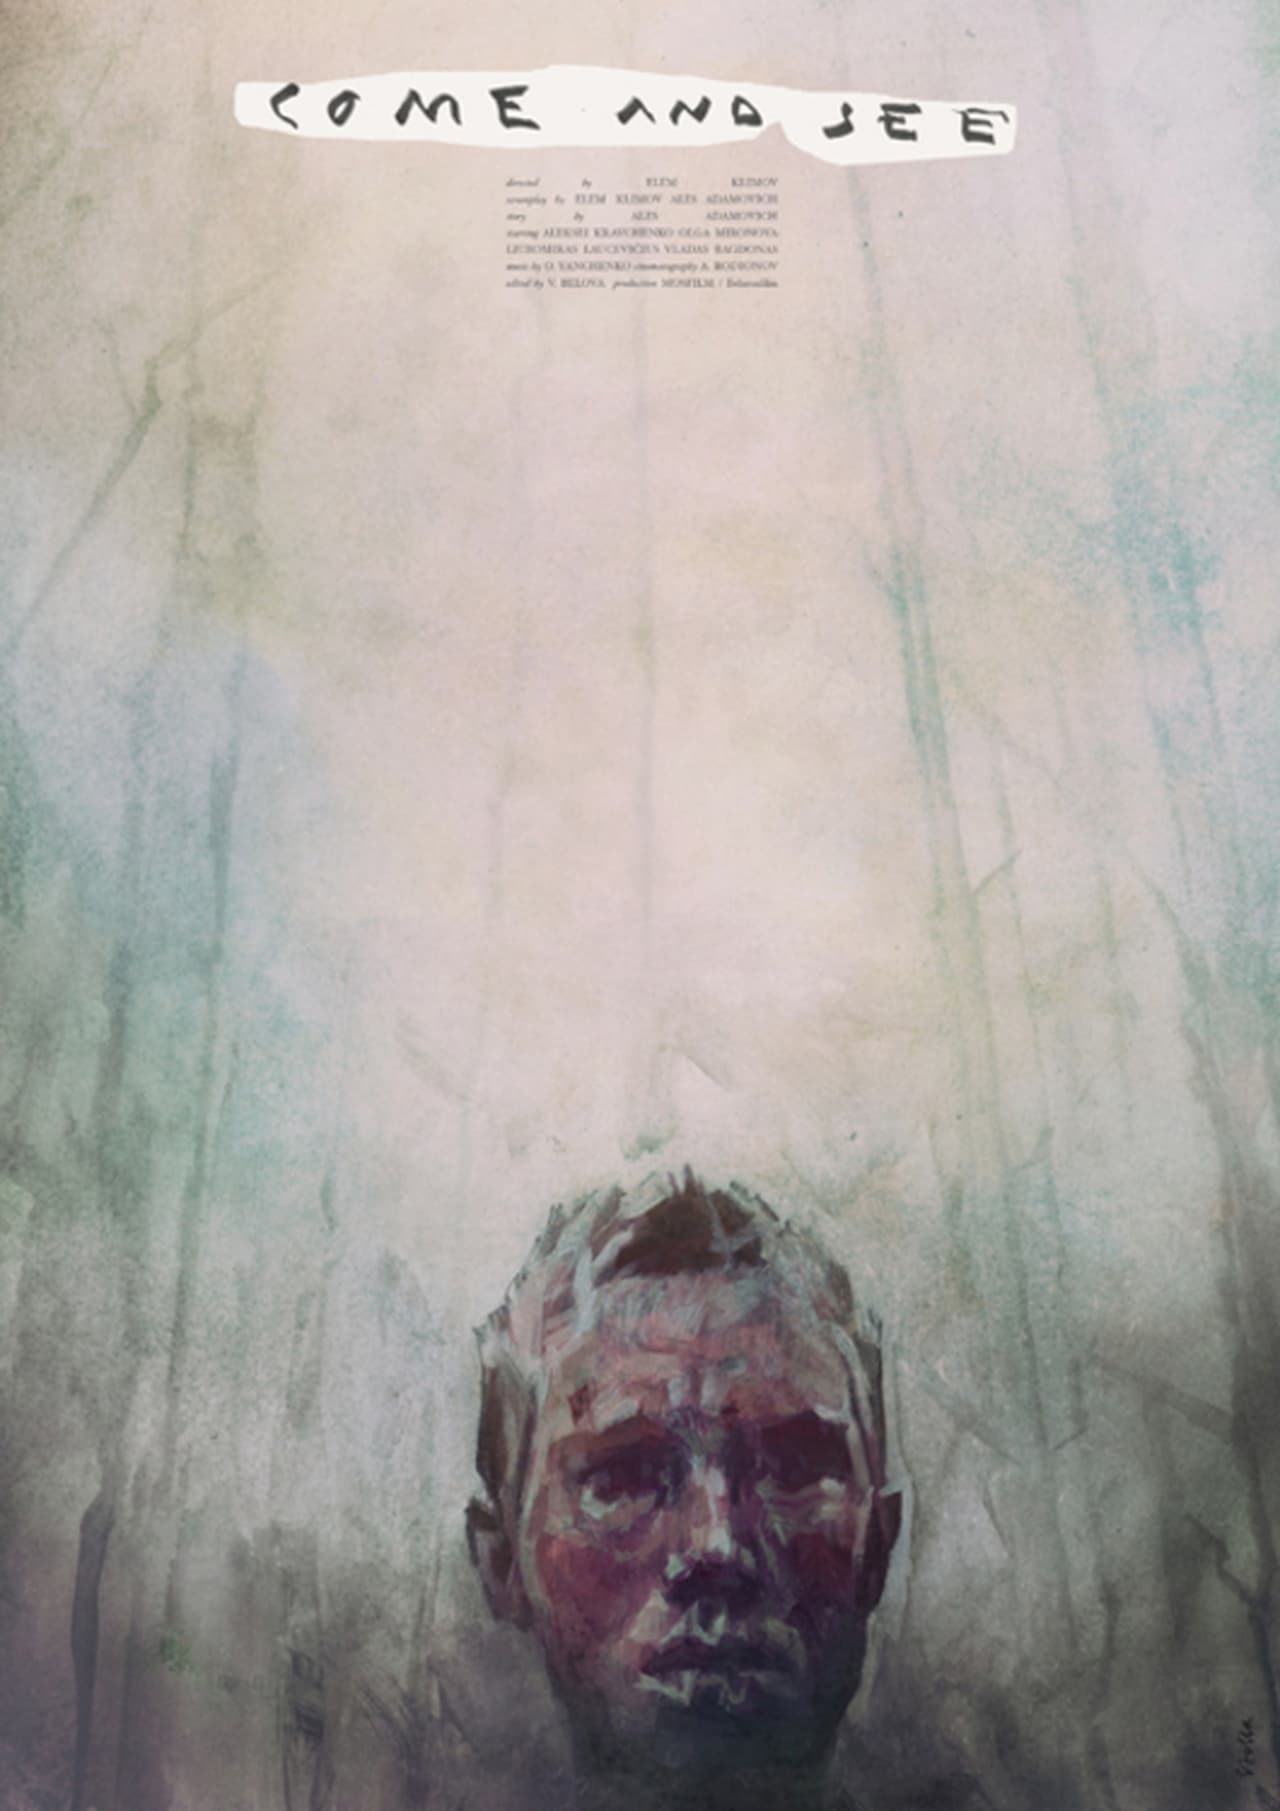 COME AND SEE
directed by ELEM KLIMOV
screenplay by ELEM KLIMOV ALES ADAMOVICH
story by ALES ADAMOVICH
starring ALEKSEI KRAVCHENKO OLGA MIRONOVA
LIUBOMIRAS LAUCEVIČIUS VLADAS BAGDONAS
music by O. YANCHENKO cinematography A. RODIONOV
edited by V. BELOVA production MOSFILM / Belarusfilm